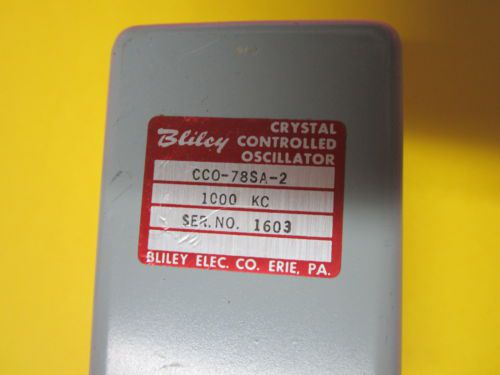 Bliley
CRYSTAL
CONTROLLED
OSCILLATOR
CCO-78SA-2
1000 KC
SER.NO. 1603
BLILEY ELEC. CO. ERIE, PA.